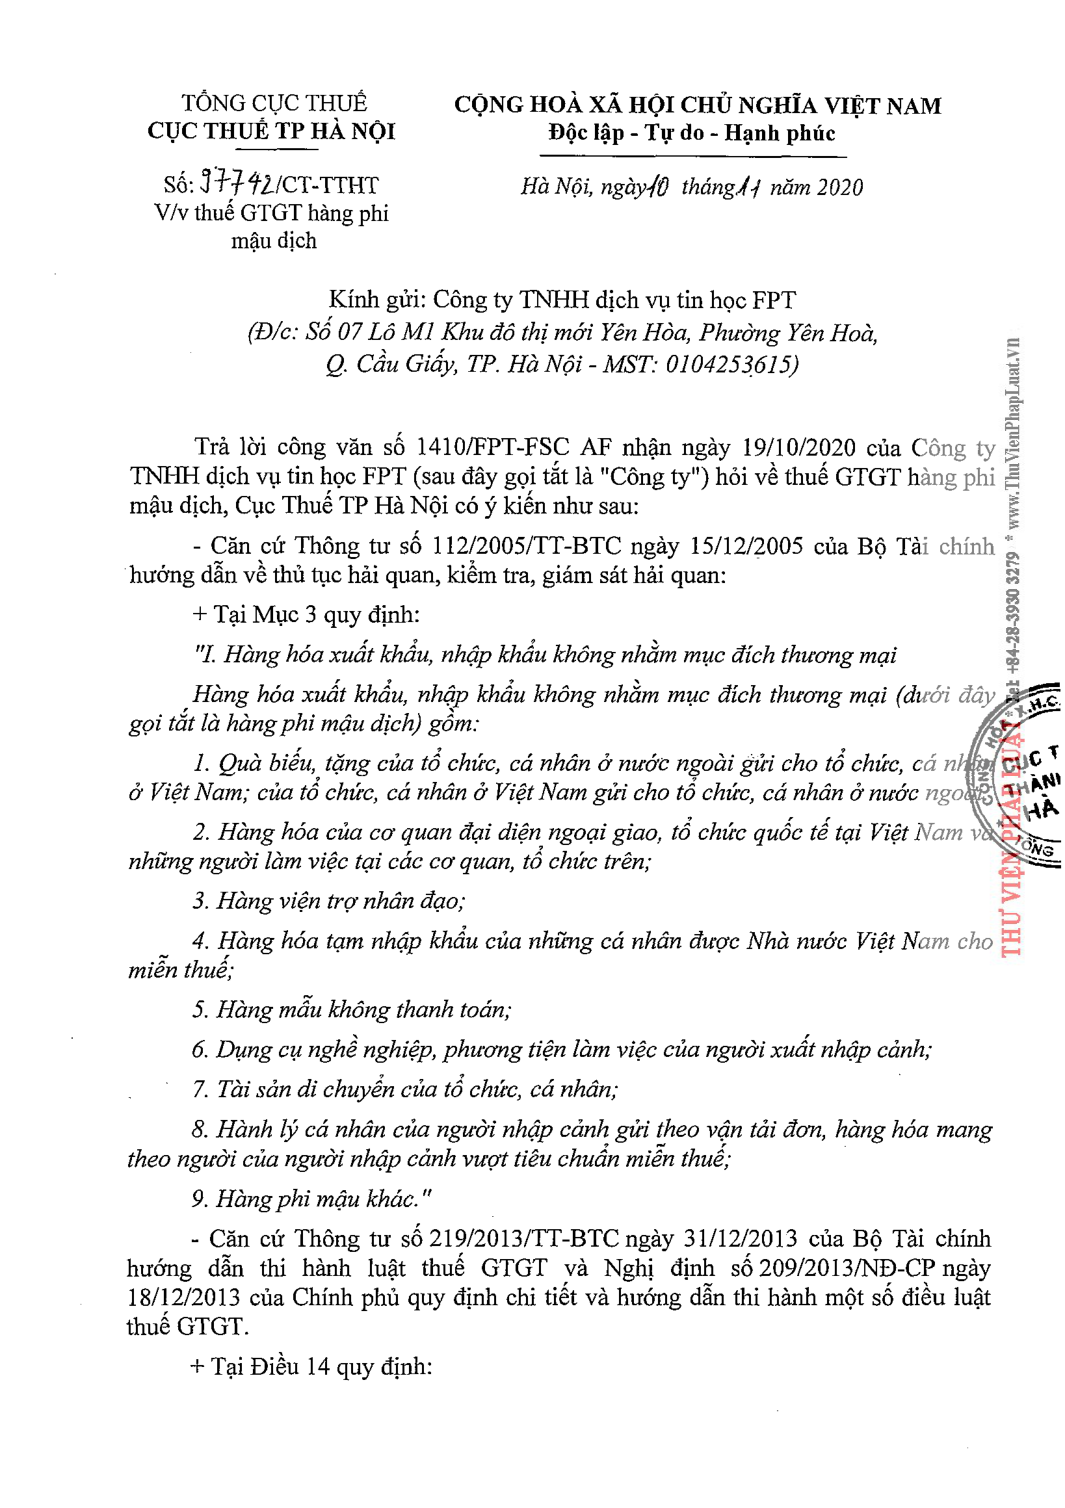 TỔNG CỤC THUẾ
CỤC THUẾ TP HÀ NỘI
CỘNG HOÀ XÃ HỘI CHỦ NGHĨA VIỆT NAM
Độc lập - Tự do - Hạnh phúc
Số: 97742/CT-TTHT
V/v thuế GTGT hàng phi
mậu dịch
Hà Nội, ngày 10 tháng 11 năm 2020
Kính gửi: Công ty TNHH dịch vụ tin học FPT
(Đ/c: Số 07 Lô M1 Khu đô thị mới Yên Hòa, Phường Yên Hoà,
Q. Cầu Giấy, TP. Hà Nội - MST: 0104253615)
Trả lời công văn số 1410/FPT-FSC AF nhận ngày 19/10/2020 của Công ty
TNHH dịch vụ tin học FPT (sau đây gọi tắt là "Công ty") hỏi về thuế GTGT hàng phi
mậu dịch, Cục Thuế TP Hà Nội có ý kiến như sau:
- Căn cứ Thông tư số 112/2005/TT-BTC ngày 15/12/2005 của Bộ Tài chính
hướng dẫn về thủ tục hải quan, kiểm tra, giám sát hải quan:
+ Tại Mục 3 quy định:
"I. Hàng hóa xuất khẩu, nhập khẩu không nhằm mục đích thương mại
Hàng hóa xuất khẩu, nhập khẩu không nhằm mục đích thương mại (dưới đây
gọi tắt là hàng phi mậu dịch) gồm:
1. Quà biếu, tặng của tổ chức, cá nhân ở nước ngoài gửi cho tổ chức, cá nhân
ở Việt Nam; của tổ chức, cá nhân ở Việt Nam gửi cho tổ chức, cá nhân ở nước ngoài;
2. Hàng hóa của cơ quan đại diện ngoại giao, tổ chức quốc tế tại Việt Nam và
những người làm việc tại các cơ quan, tổ chức trên;
3. Hàng viện trợ nhân đạo;
4. Hàng hóa tạm nhập khẩu của những cá nhân được Nhà nước Việt Nam cho
miễn thuế;
5. Hàng mẫu không thanh toán;
6. Dụng cụ nghề nghiệp, phương tiện làm việc của người xuất nhập cảnh;
7. Tài sản di chuyển của tổ chức, cá nhân;
8. Hành lý cá nhân của người nhập cảnh gửi theo vận tải đơn, hàng hóa mang
theo người của người nhập cảnh vượt tiêu chuẩn miễn thuế;
9. Hàng phi mậu khác."
- Căn cứ Thông tư số 219/2013/TT-BTC ngày 31/12/2013 của Bộ Tài chính
hướng dẫn thi hành luật thuế GTGT và Nghị định số 209/2013/NĐ-CP ngày
18/12/2013 của Chính phủ quy định chi tiết và hướng dẫn thi hành một số điều luật
thuế GTGT.
+ Tại Điều 14 quy định:
THƯ VIỆN PHÁP LUẬT * Tel: +84-28-3930 3279 * www.ThuVienPhapLuat.vn
CỘNG HÒA X.H.C
CỤC T
THÀN
HÀ
TỔNG